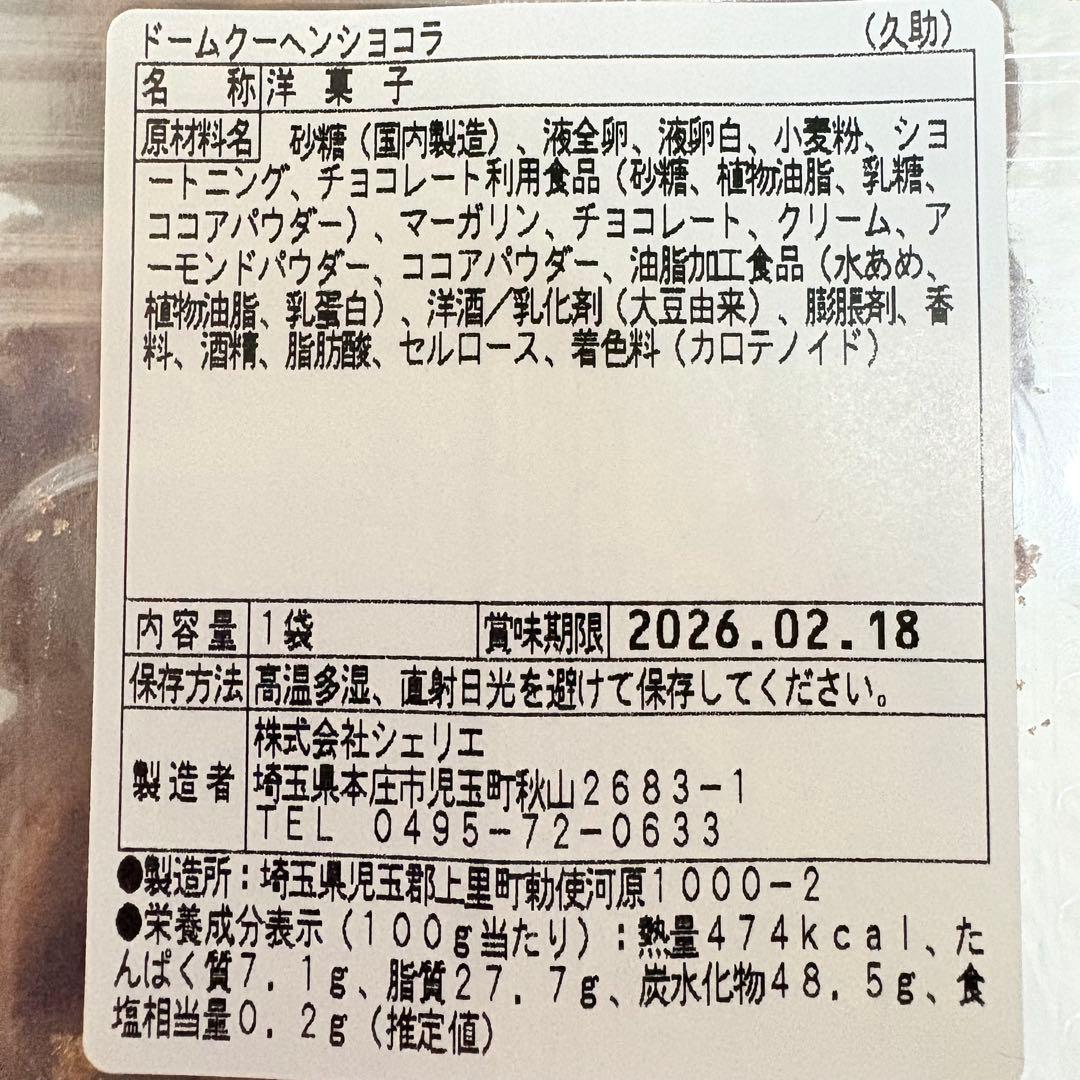 ドームクーヘンショコラ （久助）
名称 洋菓子
原材料名 砂糖（国内製造）、液全卵、液卵白、小麦粉、ショ
ートニング、チョコレート利用食品（砂糖、植物油脂、乳糖、
ココアパウダー）、マーガリン、チョコレート、クリーム、ア
ーモンドパウダー、ココアパウダー、油脂加工食品（水あめ、
植物油脂、乳蛋白）、洋酒／乳化剤（大豆由来）、膨脹剤、香
料、酒精、脂肪酸、セルロース、着色料（カロテノイド）
内容量 １袋 賞味期限 2026.02.18
保存方法 高温多湿、直射日光を避けて保存してください。
製造者 株式会社シェリエ
埼玉県本庄市児玉町秋山２６８３－１
ＴＥＬ ０４９５－７２－０６３３
●製造所：埼玉県児玉郡上里町勅使河原１０００－２
●栄養成分表示（１００ｇ当たり）：熱量４７４ｋｃａｌ、た
んぱく質７．１ｇ、脂質２７．７ｇ、炭水化物４８．５ｇ、食
塩相当量０．２ｇ（推定値）